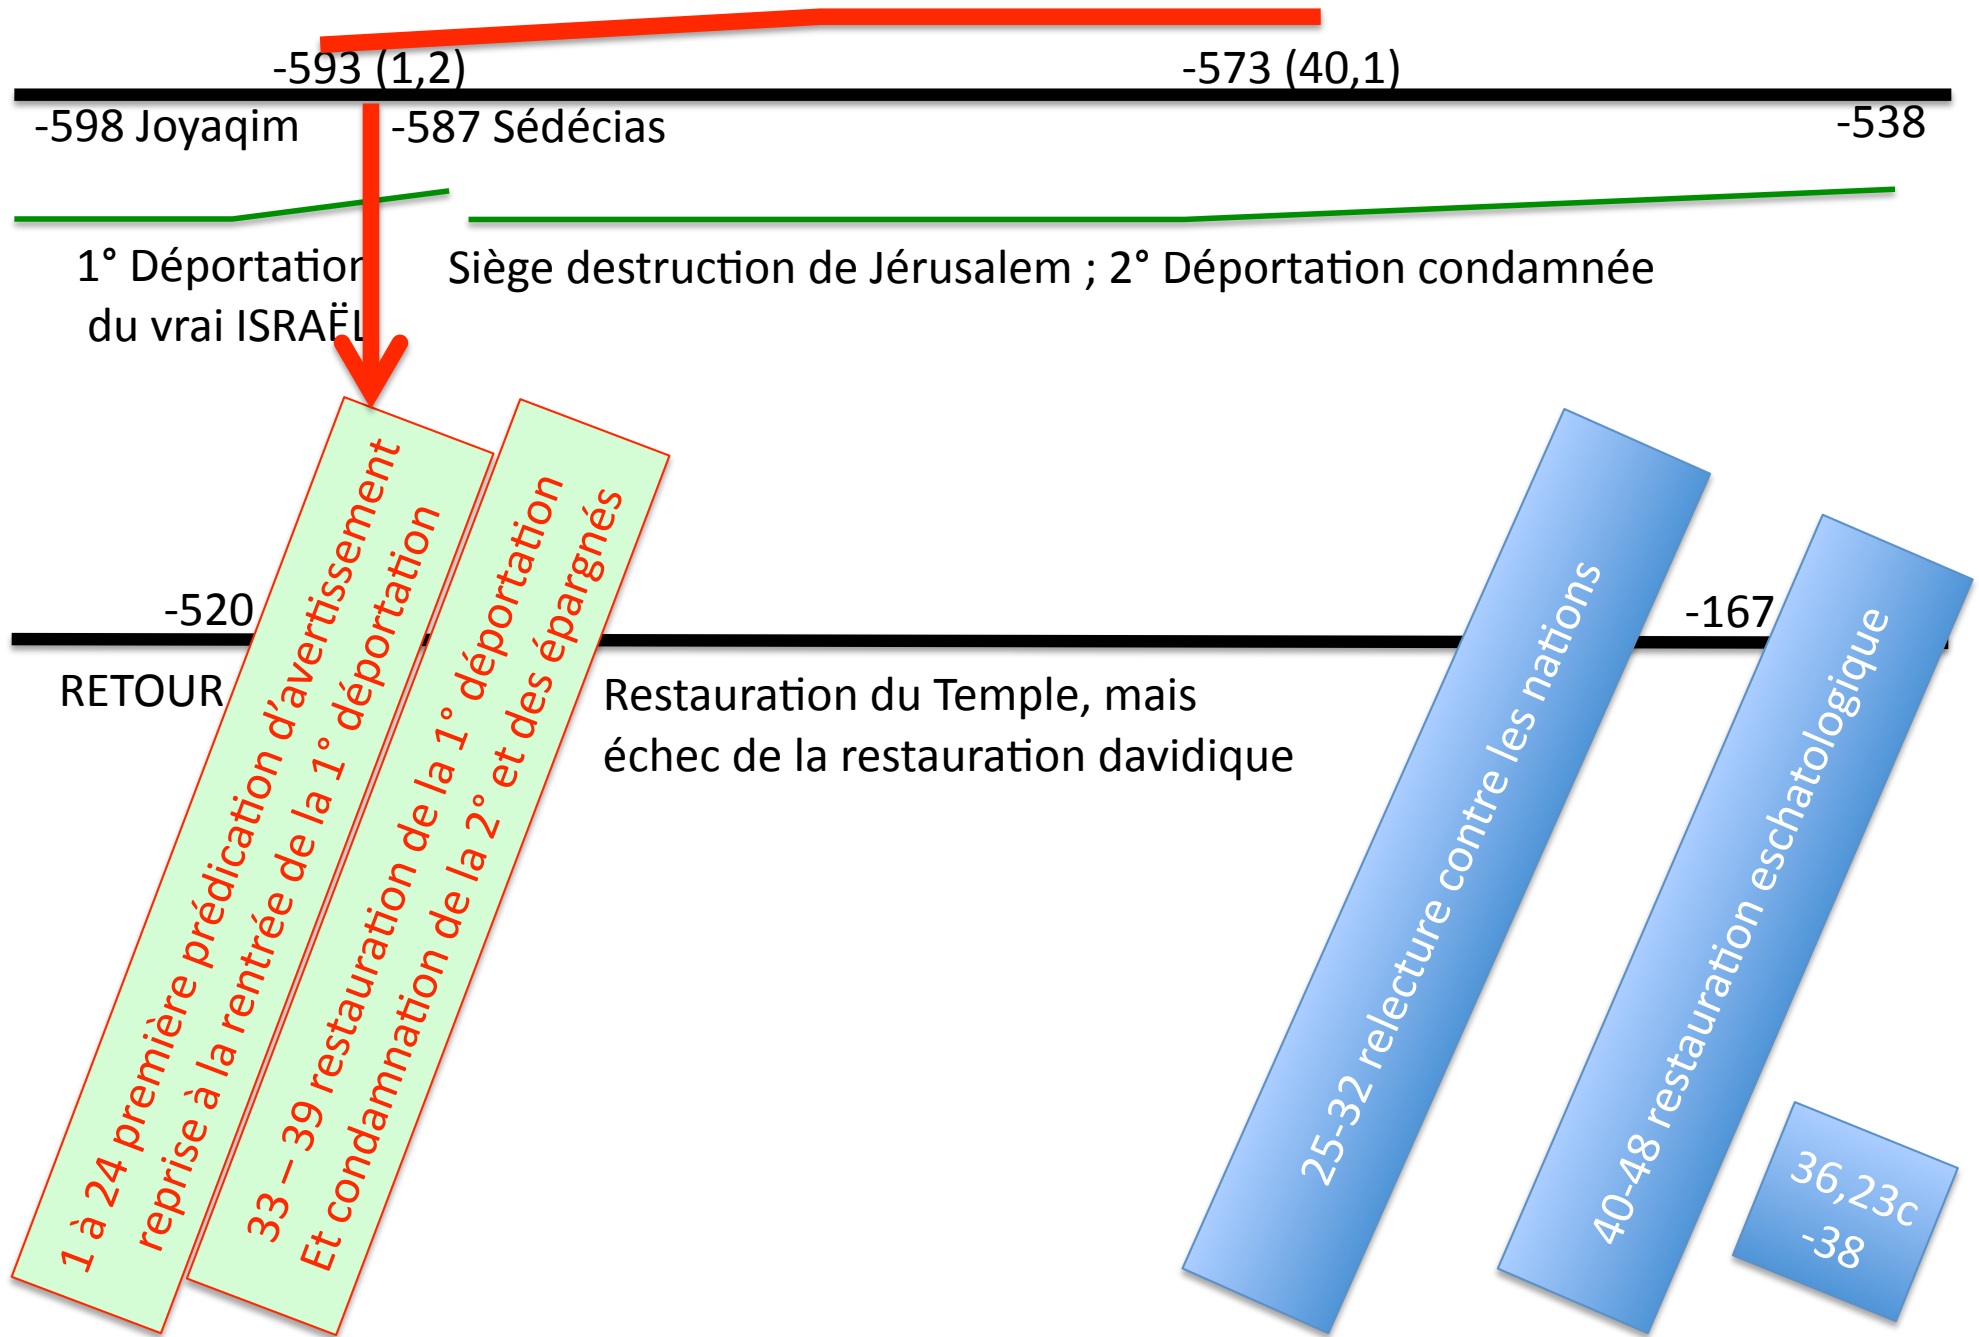 -593 (1,2)
-573 (40,1)
-598 Joyaqim
-587 Sédécias
-538
1° Déportation
du vrai ISRAËL
Siège destruction de Jérusalem ; 2° Déportation condamnée
-520
-167
RETOUR
Restauration du Temple, mais
échec de la restauration davidique
1 à 24 première prédication d’avertissement
reprise à la rentrée de la 1° déportation
33 – 39 restauration de la 1° déportation
Et condamnation de la 2° et des épargnés
25-32 relecture contre les nations
40-48 restauration eschatologique
36,23c
-38